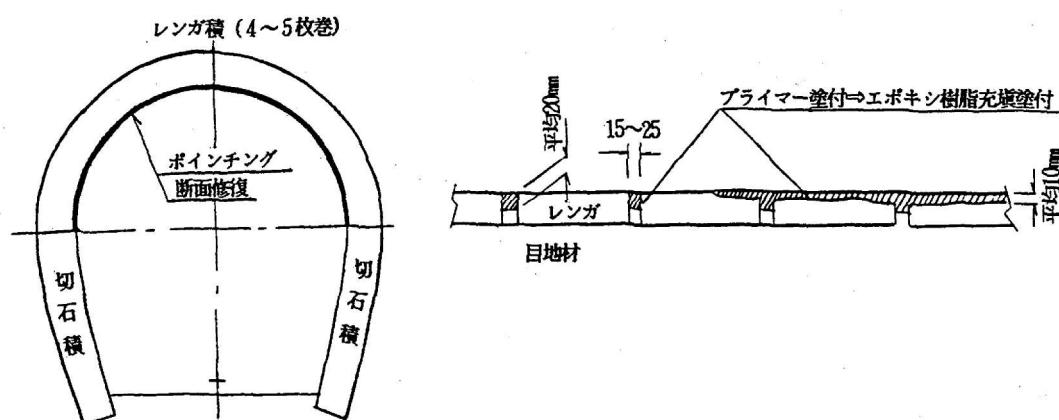 レンガ積(4～5枚巻)
ポインチング
断面修復
切石積
切石積
平均20mm
15～25
プライマー塗付⇒エポキシ樹脂充塡塗付
レンガ
目地材
平均10mm